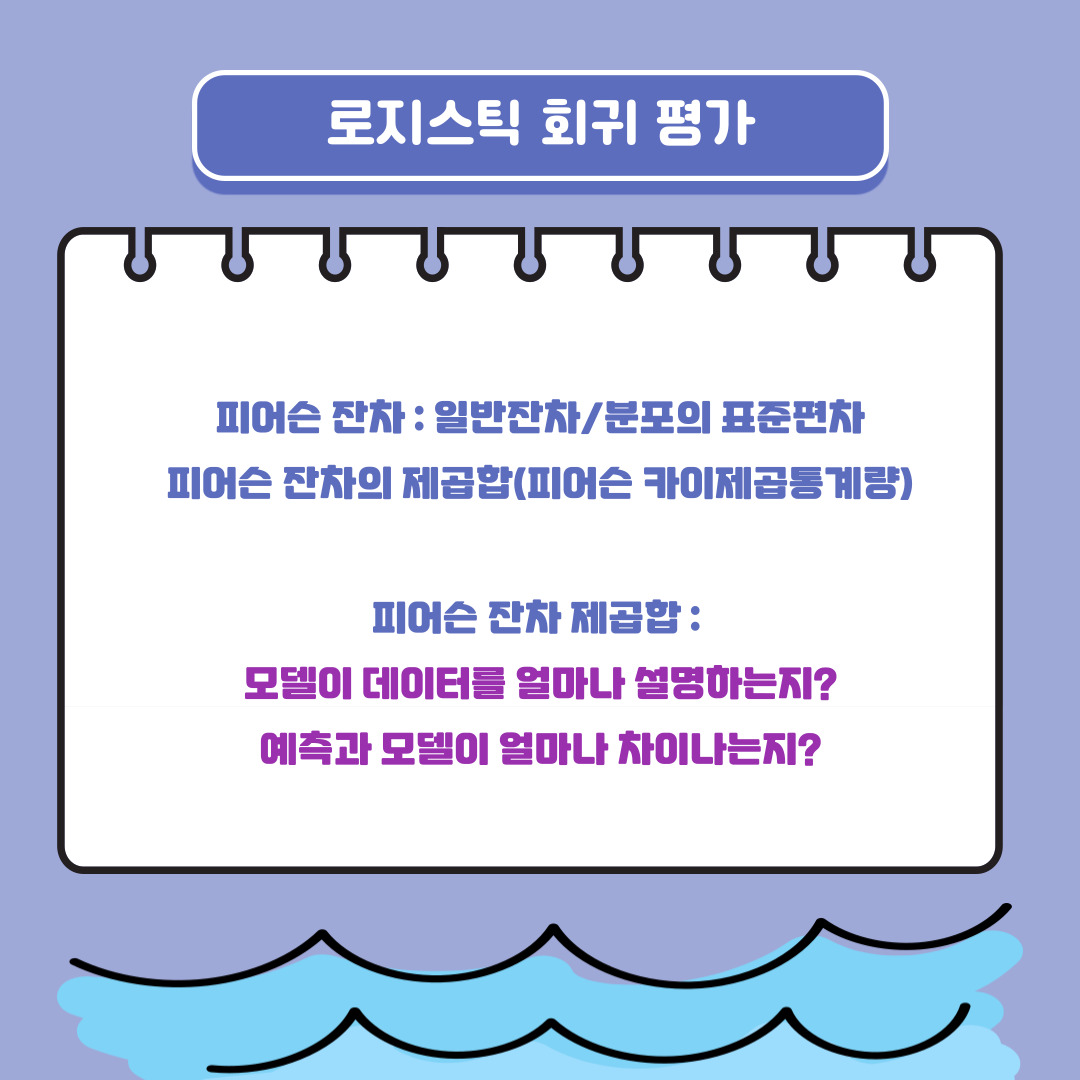 로지스틱 회귀 평가
피어슨 잔차 : 일반잔차/분포의 표준편차
피어슨 잔차의 제곱합(피어슨 카이제곱통계량)
피어슨 잔차 제곱합 :
모델이 데이터를 얼마나 설명하는지?
예측과 모델이 얼마나 차이나는지?